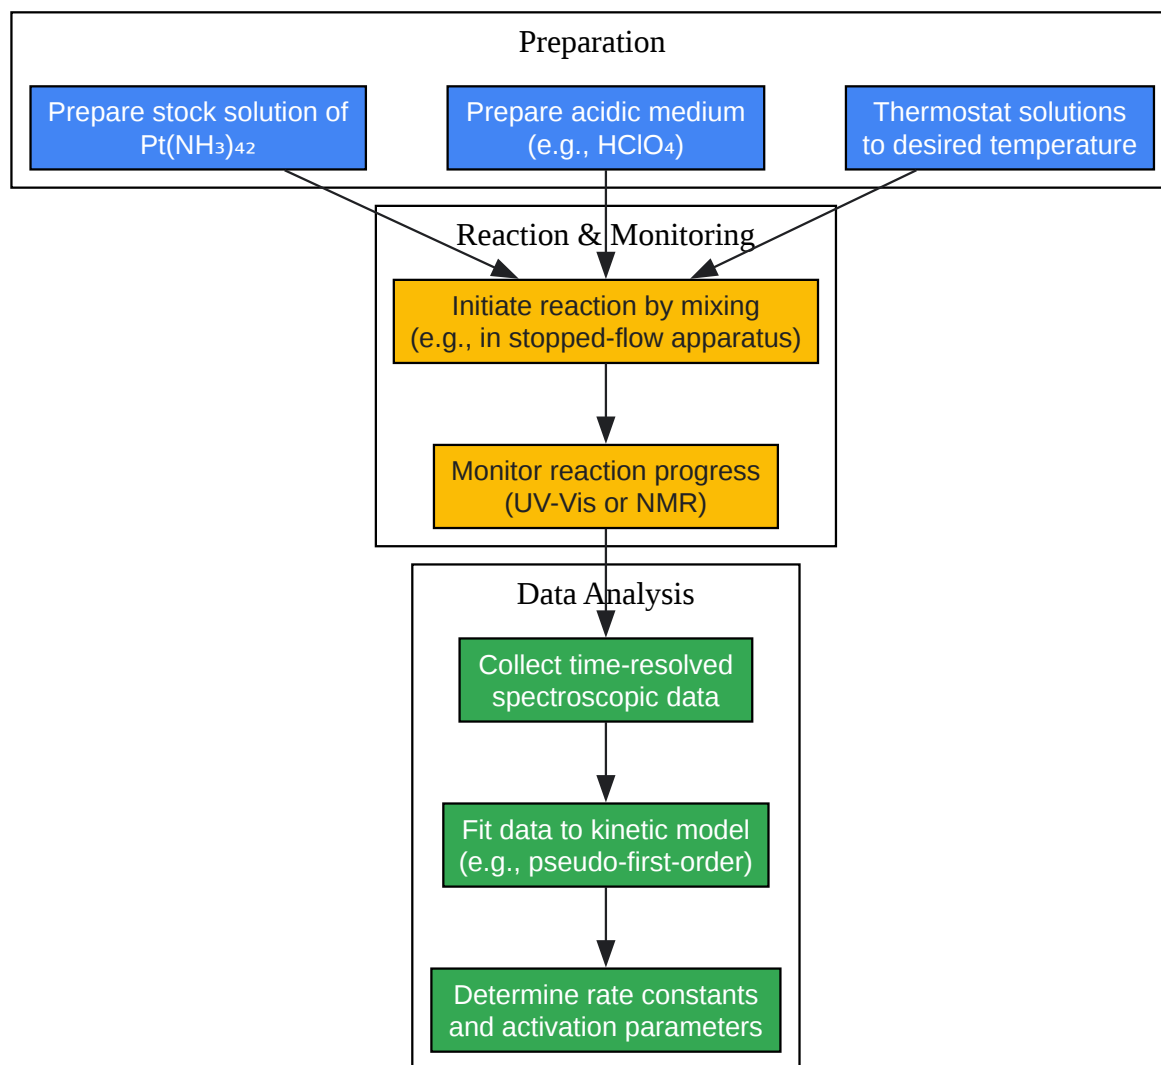 Preparation
Prepare stock solution of
Pt(NH₃)₄₂
Prepare acidic medium
(e.g., HClO₄)
Thermostat solutions
to desired temperature
Reaction & Monitoring
Initiate reaction by mixing
(e.g., in stopped-flow apparatus)
Monitor reaction progress
(UV-Vis or NMR)
Data Analysis
Collect time-resolved
spectroscopic data
Fit data to kinetic model
(e.g., pseudo-first-order)
Determine rate constants
and activation parameters